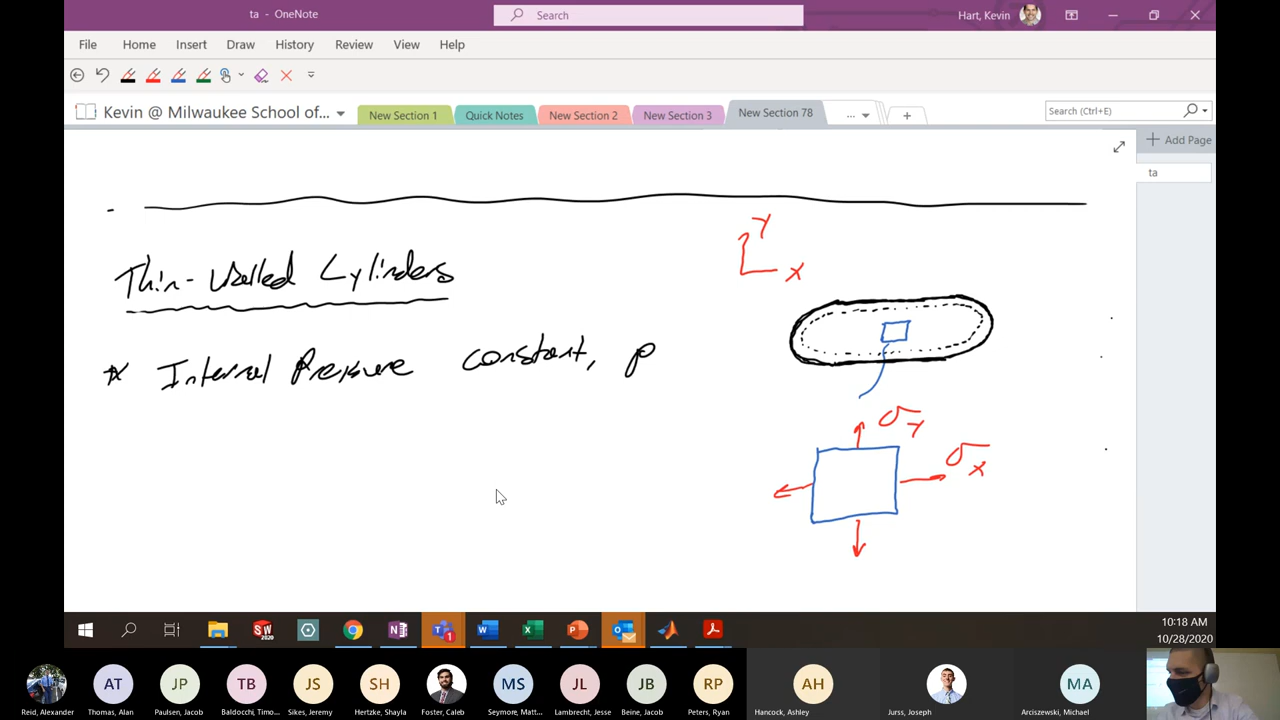 ta - OneNote
Search
Hart, Kevin
File Home Insert Draw History Review View Help
Kevin @ Milwaukee School of...
New Section 1
Quick Notes
New Section 2
New Section 3
New Section 78
...
Search (Ctrl+E)
Add Page
ta
Y
X
Thin-Walled Cylinders
* Internal Pressure constant, p
σY
σX
10:18 AM
10/28/2020
AT
JP
TB
JS
SH
MS
JL
JB
RP
AH
MA
Reid, Alexander
Thomas, Alan
Paulsen, Jacob
Baldocchi, Timo...
Sikes, Jeremy
Hertzke, Shayla
Foster, Caleb
Seymore, Matt...
Lambrecht, Jesse
Beine, Jacob
Peters, Ryan
Hancock, Ashley
Jurss, Joseph
Arciszewski, Michael